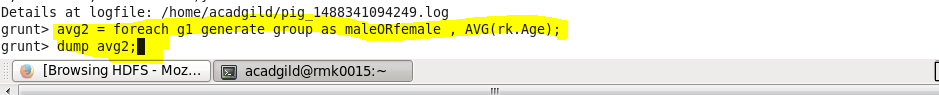 Details at logfile: /home/acadgild/pig_1488341094249.log
grunt> avg2 = foreach g1 generate group as maleORfemale , AVG(rk.Age);
grunt> dump avg2;
[Browsing HDFS - Moz... acadgild@rmk0015:~